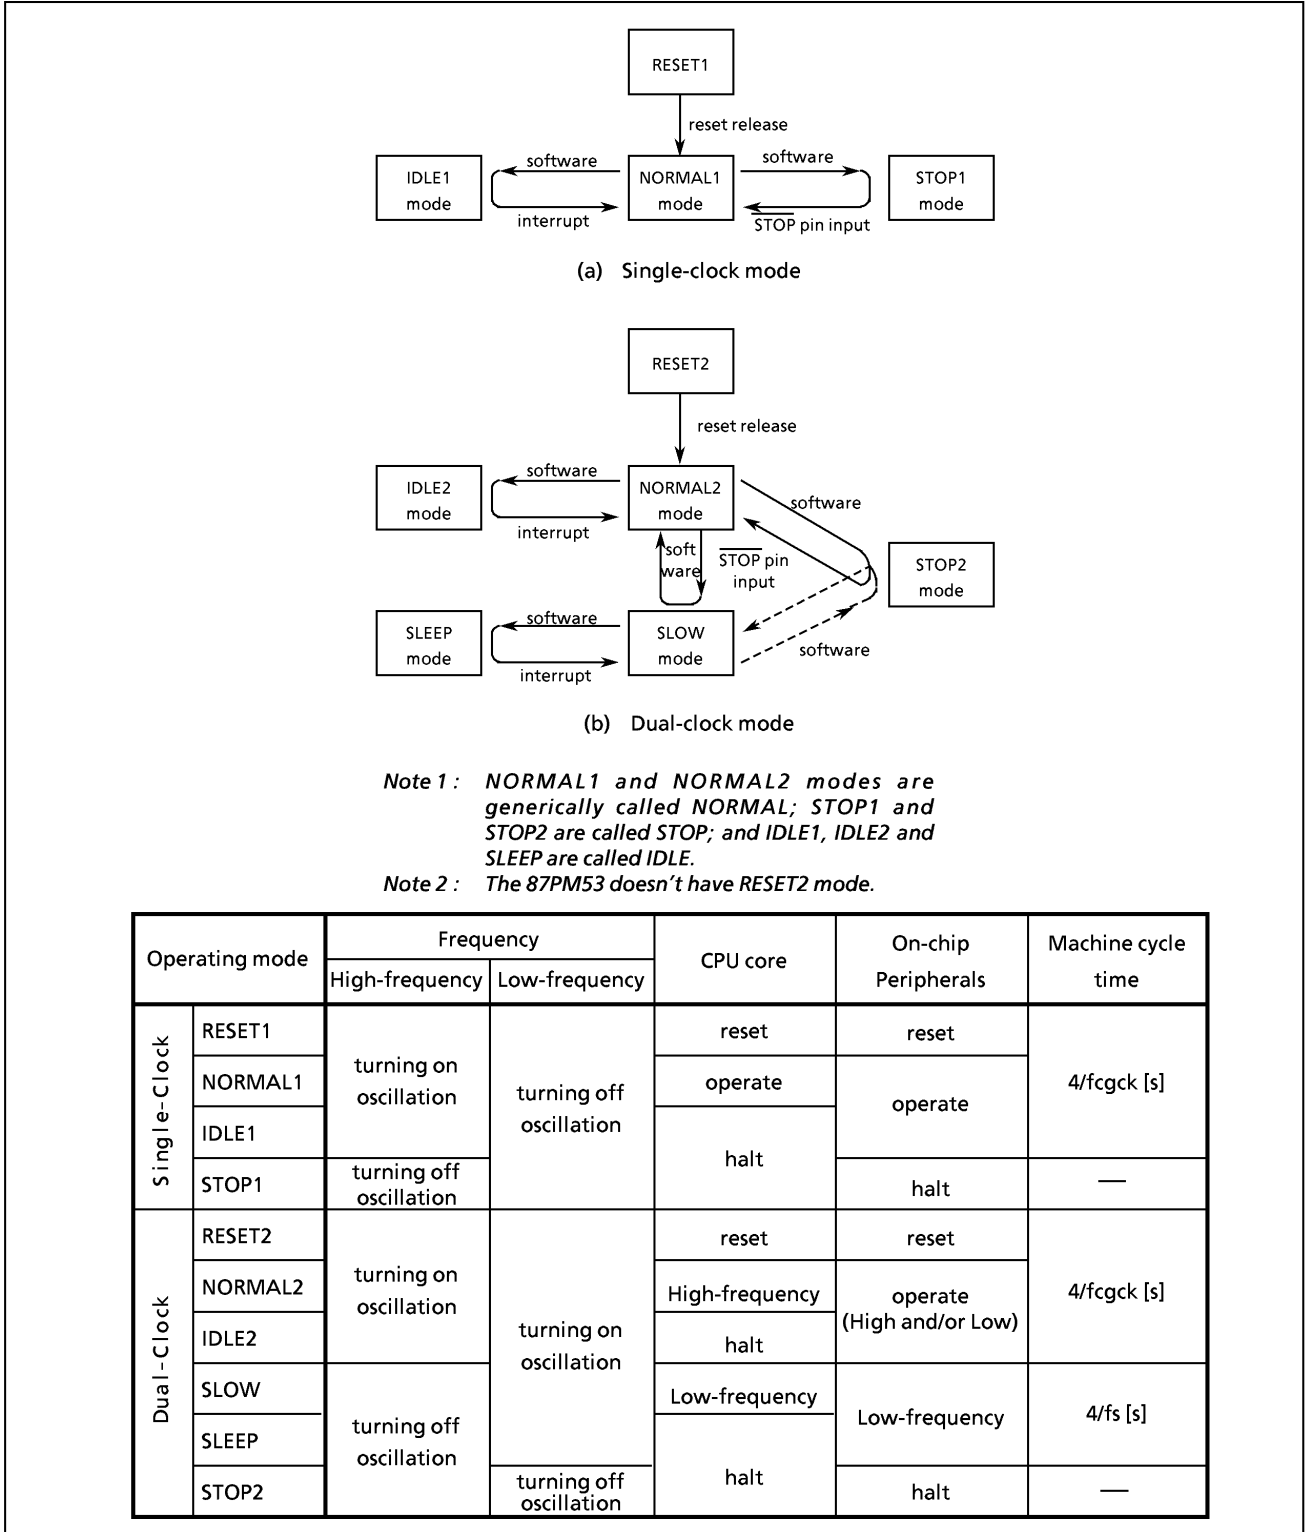 RESET1
reset release
software
software
IDLE1
mode
NORMAL1
mode
STOP1
mode
interrupt
STOP pin input
(a) Single-clock mode
RESET2
reset release
software
IDLE2
mode
NORMAL2
mode
software
interrupt
soft
ware
STOP pin
input
STOP2
mode
software
SLEEP
mode
SLOW
mode
software
interrupt
(b) Dual-clock mode
Note 1 : NORMAL1 and NORMAL2 modes are
generically called NORMAL; STOP1 and
STOP2 are called STOP; and IDLE1, IDLE2 and
SLEEP are called IDLE.
Note 2 : The 87PM53 doesn't have RESET2 mode.
Operating mode
Frequency
High-frequency Low-frequency
CPU core
On-chip
Peripherals
Machine cycle
time
Single-Clock
RESET1
NORMAL1
IDLE1
STOP1
turning on
oscillation
turning off
oscillation
turning off
oscillation
reset
operate
halt
reset
operate
halt
4/fcgck [s]
—
Dual-Clock
RESET2
NORMAL2
IDLE2
SLOW
SLEEP
STOP2
turning on
oscillation
turning off
oscillation
turning on
oscillation
turning off
oscillation
reset
High-frequency
halt
Low-frequency
halt
reset
operate
(High and/or Low)
Low-frequency
halt
4/fcgck [s]
4/fs [s]
—